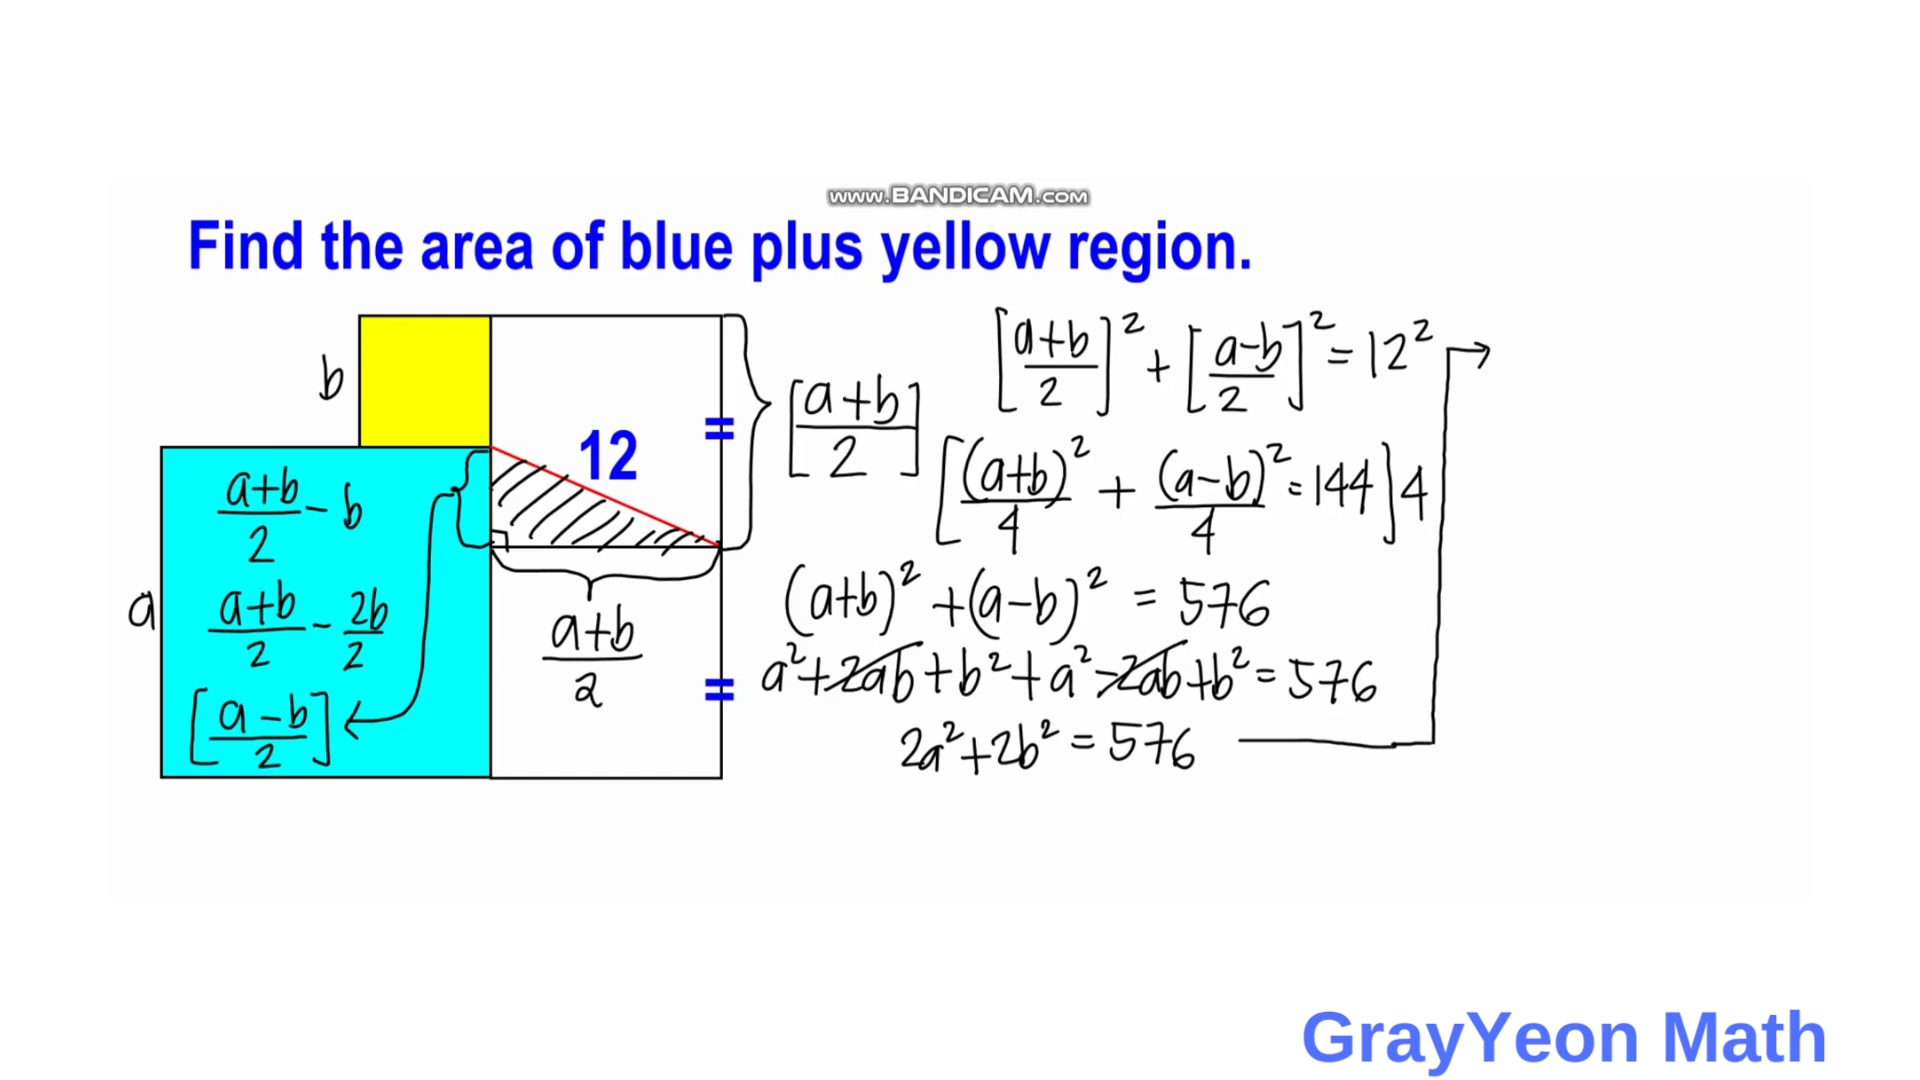 www.BANDICAM.com
Find the area of blue plus yellow region.
b
12
=
[a+b/2]
a
a+b/2 - b
a+b/2 - 2b/2
[a-b/2]
a+b/2
=
[a+b/2]² + [a-b/2]² = 12²
[(a+b)²/4 + (a-b)²/4 = 144]4
(a+b)² + (a-b)² = 576
a²+2ab+b²+a²-2ab+b² = 576
2a²+2b² = 576
GrayYeon Math